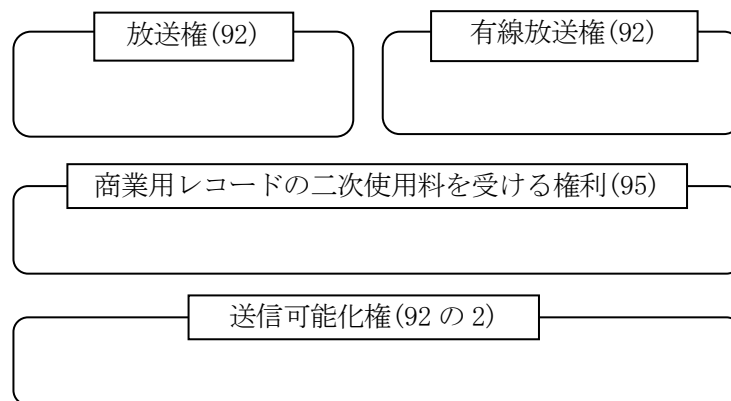 放送権(92)
有線放送権(92)
商業用レコードの二次使用料を受ける権利(95)
送信可能化権(92 の 2)